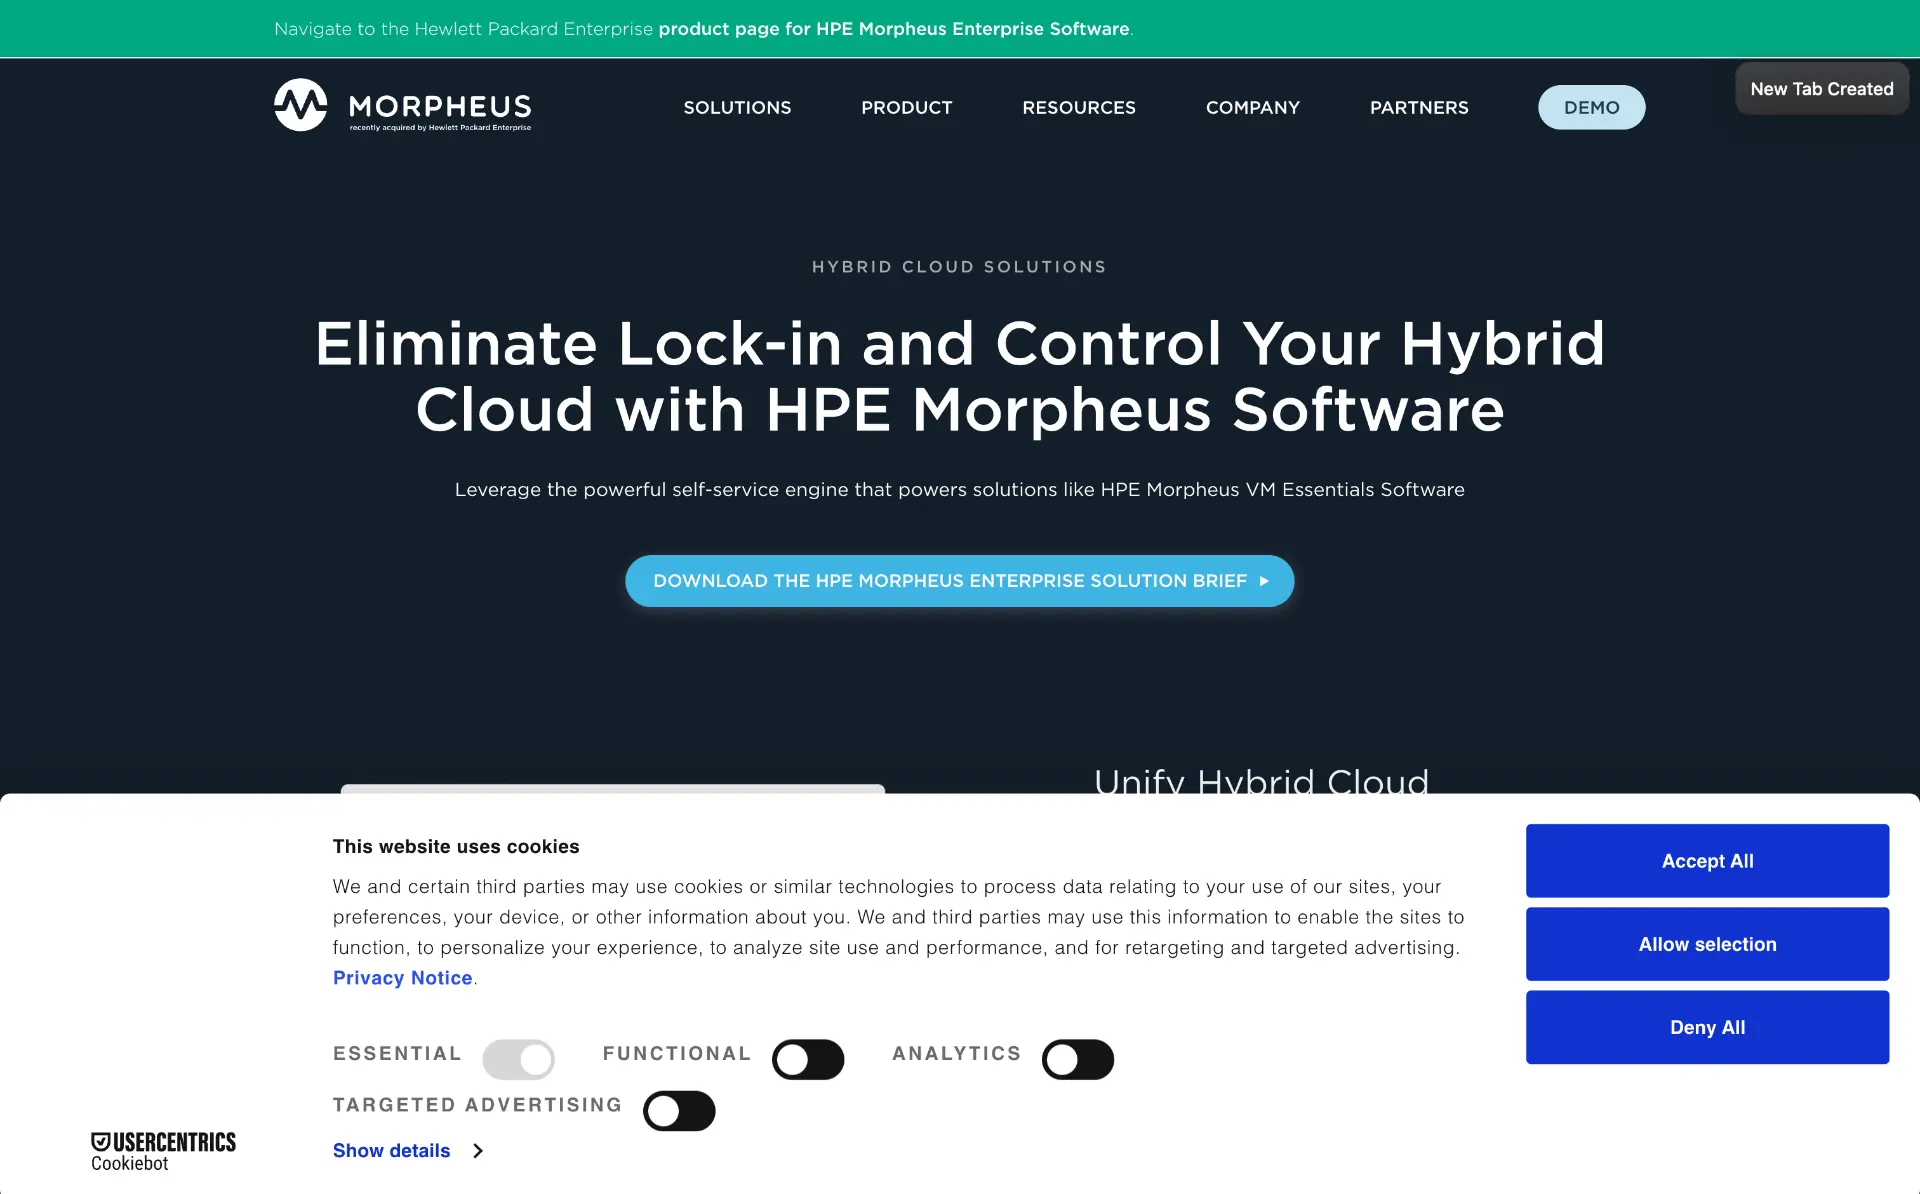 Navigate to the Hewlett Packard Enterprise product page for HPE Morpheus Enterprise Software.
MORPHEUS
recently acquired by Hewlett Packard Enterprise
SOLUTIONS
PRODUCT
RESOURCES
COMPANY
PARTNERS
DEMO
New Tab Created
HYBRID CLOUD SOLUTIONS
Eliminate Lock-in and Control Your Hybrid
Cloud with HPE Morpheus Software
Leverage the powerful self-service engine that powers solutions like HPE Morpheus VM Essentials Software
DOWNLOAD THE HPE MORPHEUS ENTERPRISE SOLUTION BRIEF
Unify Hybrid Cloud
This website uses cookies
We and certain third parties may use cookies or similar technologies to process data relating to your use of our sites, your
preferences, your device, or other information about you. We and third parties may use this information to enable the sites to
function, to personalize your experience, to analyze site use and performance, and for retargeting and targeted advertising.
Privacy Notice.
ESSENTIAL
FUNCTIONAL
ANALYTICS
TARGETED ADVERTISING
Show details
Accept All
Allow selection
Deny All
USERCENTRICS
Cookiebot